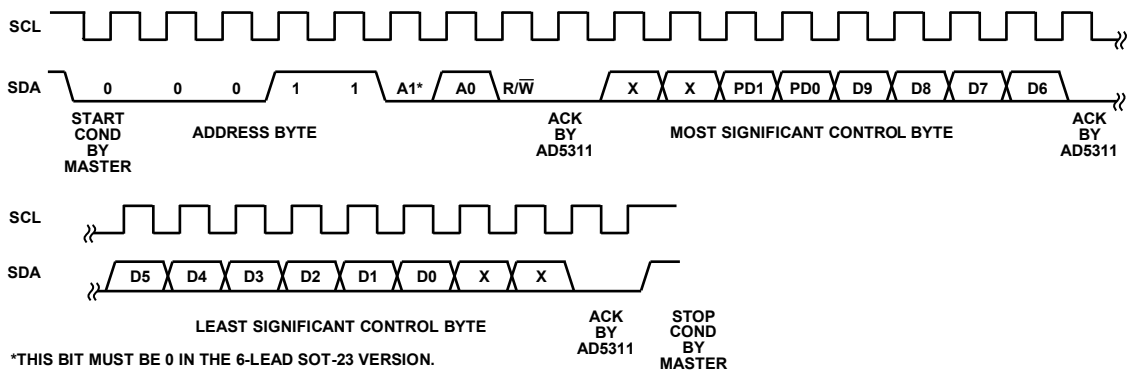 SCL
SDA 0 0 0 1 1 A1* A0 R/W̅ X X PD1 PD0 D9 D8 D7 D6
START COND BY MASTER
ADDRESS BYTE
ACK BY AD5311
MOST SIGNIFICANT CONTROL BYTE
ACK BY AD5311
SCL
SDA D5 D4 D3 D2 D1 D0 X X
LEAST SIGNIFICANT CONTROL BYTE
ACK BY AD5311
STOP COND BY MASTER
*THIS BIT MUST BE 0 IN THE 6-LEAD SOT-23 VERSION.